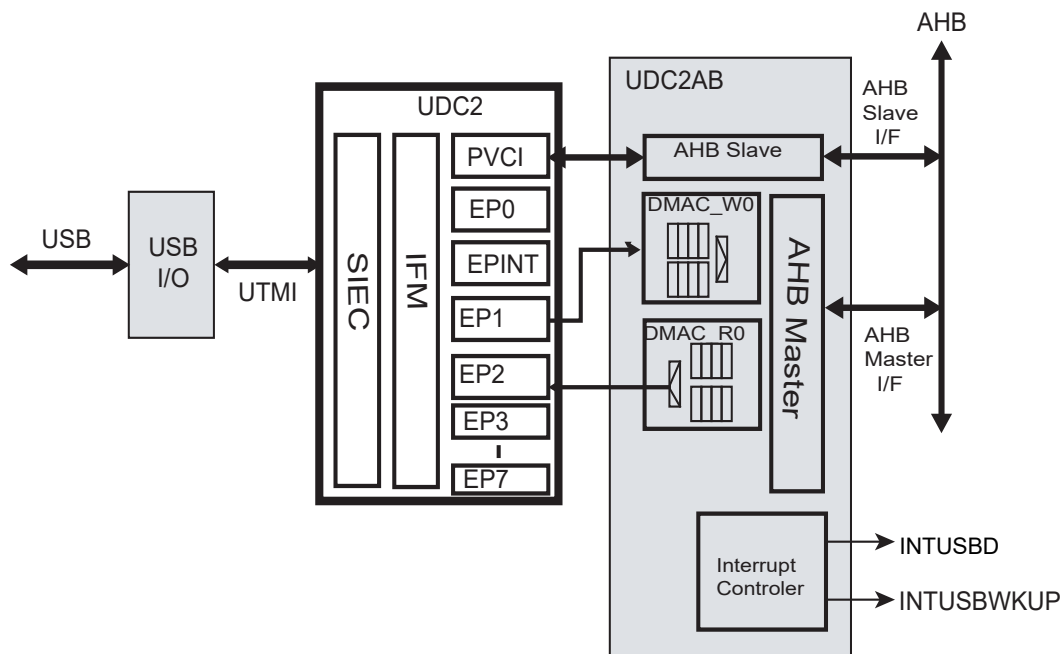 AHB
UDC2AB
AHB
Slave
I/F
UDC2
PVCI
AHB Slave
EP0
DMAC_W0
USB
USB
I/O
UTMI
SIEC
IFM
EPINT
AHB Master
EP1
DMAC_R0
AHB
Master
I/F
EP2
EP3
EP7
INTUSBD
Interrupt
Controler
INTUSBWKUP